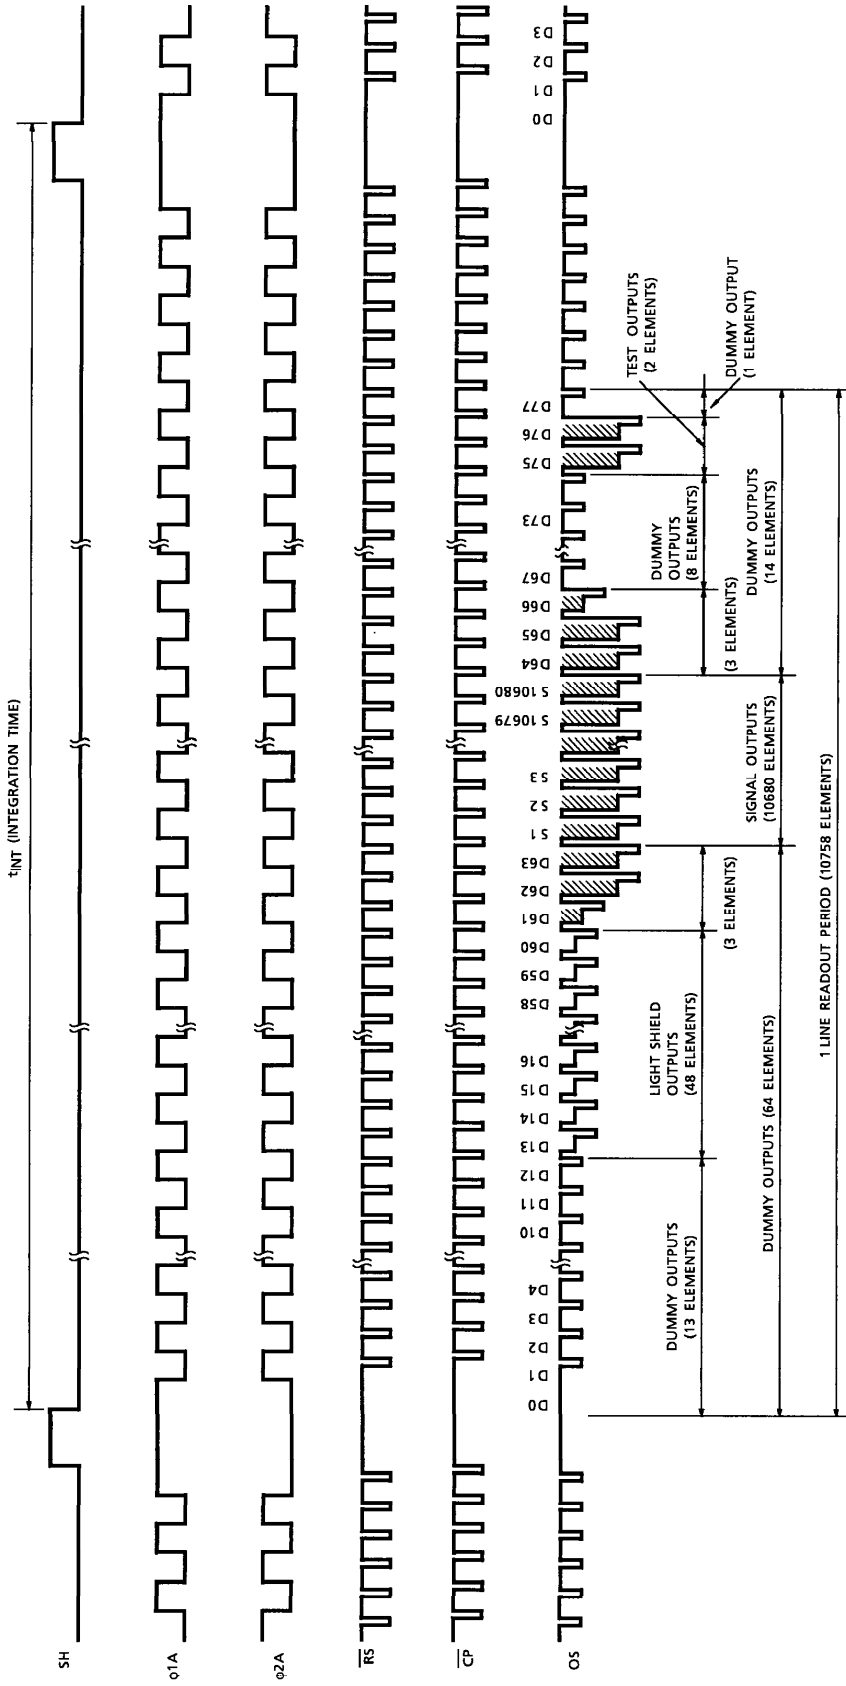 tINT (INTEGRATION TIME)
SH
φ1A
φ2A
RS
CP
OS
D0
D1
D2
D3
D4
D10
D11
D12
D13
D14
D15
D16
D58
D59
D60
D61
D62
D63
S1
S2
S3
S10679
S10680
D64
D65
D66
D67
D73
D75
D76
D77
D0
D1
D2
D3
DUMMY OUTPUTS
(13 ELEMENTS)
LIGHT SHIELD
OUTPUTS
(48 ELEMENTS)
(3 ELEMENTS)
(3 ELEMENTS)
DUMMY
OUTPUTS
(8 ELEMENTS)
TEST OUTPUTS
(2 ELEMENTS)
DUMMY OUTPUT
(1 ELEMENT)
DUMMY OUTPUTS (64 ELEMENTS)
SIGNAL OUTPUTS
(10680 ELEMENTS)
DUMMY OUTPUTS
(14 ELEMENTS)
1 LINE READOUT PERIOD (10758 ELEMENTS)